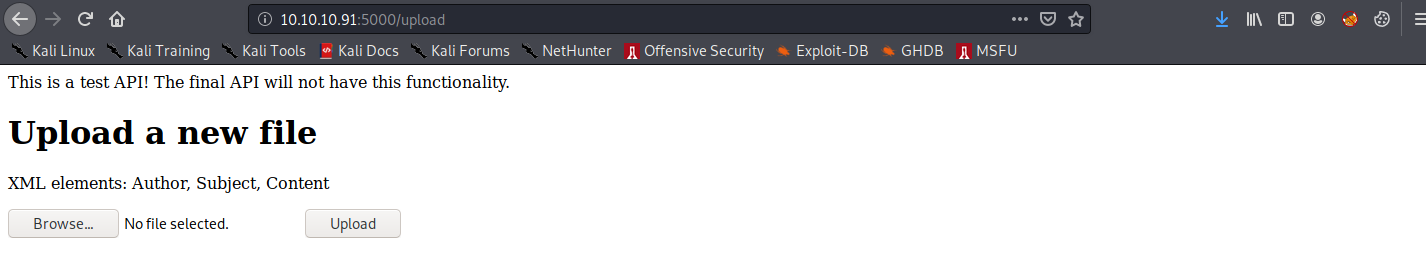 10.10.10.91:5000/upload
Kali Linux Kali Training Kali Tools Kali Docs Kali Forums NetHunter Offensive Security Exploit-DB GHDB MSFU
This is a test API! The final API will not have this functionality.
Upload a new file
XML elements: Author, Subject, Content
Browse... No file selected. Upload